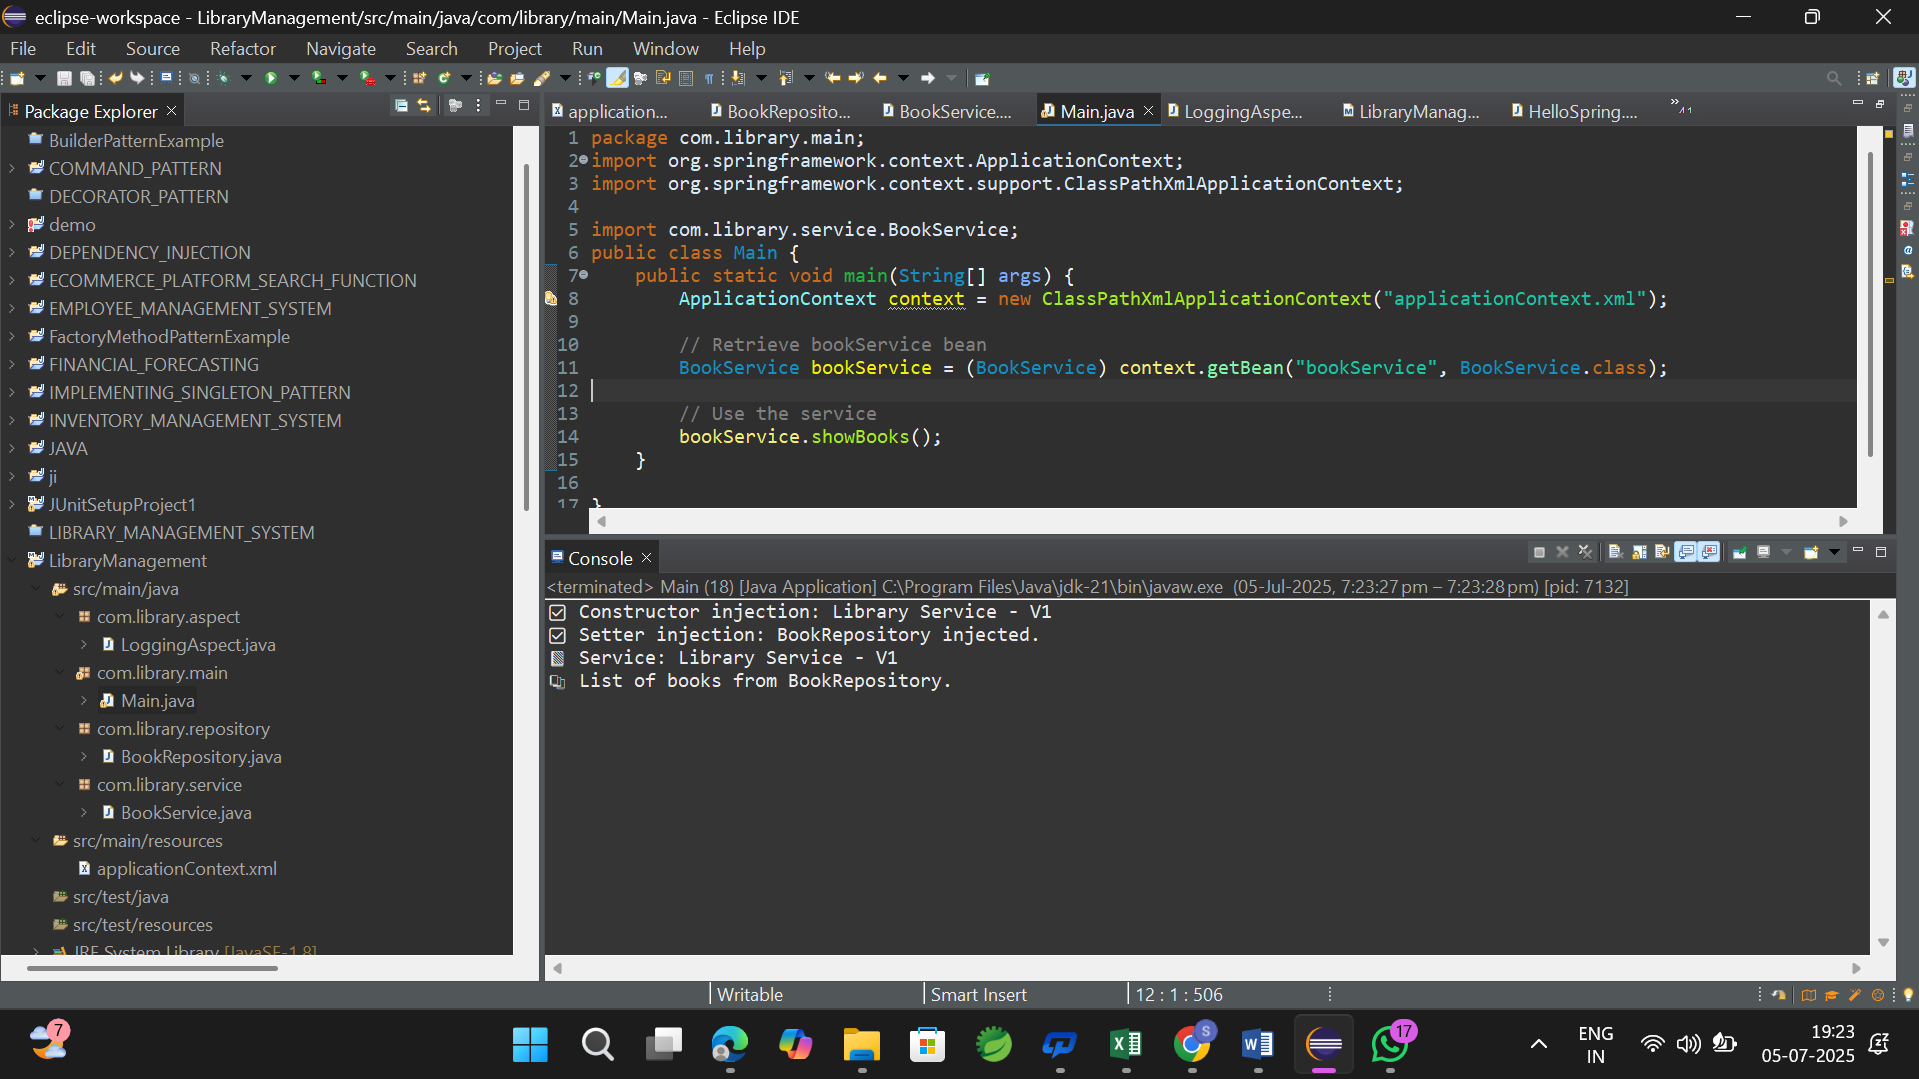 eclipse-workspace - LibraryManagement/src/main/java/com/library/main/Main.java - Eclipse IDE
File Edit Source Refactor Navigate Search Project Run Window Help
Package Explorer
BuilderPatternExample
COMMAND_PATTERN
DECORATOR_PATTERN
demo
DEPENDENCY_INJECTION
ECOMMERCE_PLATFORM_SEARCH_FUNCTION
EMPLOYEE_MANAGEMENT_SYSTEM
FactoryMethodPatternExample
FINANCIAL_FORECASTING
IMPLEMENTING_SINGLETON_PATTERN
INVENTORY_MANAGEMENT_SYSTEM
JAVA
ji
JUnitSetupProject1
LIBRARY_MANAGEMENT_SYSTEM
LibraryManagement
src/main/java
com.library.aspect
LoggingAspect.java
com.library.main
Main.java
com.library.repository
BookRepository.java
com.library.service
BookService.java
src/main/resources
applicationContext.xml
src/test/java
src/test/resources
JRE System Library [JavaSE-1.8]
application... BookReposito... BookService.... Main.java LoggingAspe... LibraryManag... HelloSpring.... »1
1 package com.library.main;
2 import org.springframework.context.ApplicationContext;
3 import org.springframework.context.support.ClassPathXmlApplicationContext;
4
5 import com.library.service.BookService;
6 public class Main {
7 public static void main(String[] args) {
8 ApplicationContext context = new ClassPathXmlApplicationContext("applicationContext.xml");
9
10 // Retrieve bookService bean
11 BookService bookService = (BookService) context.getBean("bookService", BookService.class);
12
13 // Use the service
14 bookService.showBooks();
15 }
16
17 }
Console
<terminated> Main (18) [Java Application] C:\Program Files\Java\jdk-21\bin\javaw.exe (05-Jul-2025, 7:23:27 pm – 7:23:28 pm) [pid: 7132]
Constructor injection: Library Service - V1
Setter injection: BookRepository injected.
Service: Library Service - V1
List of books from BookRepository.
Writable Smart Insert 12 : 1 : 506
7
S
17
ENG
IN
19:23
05-07-2025